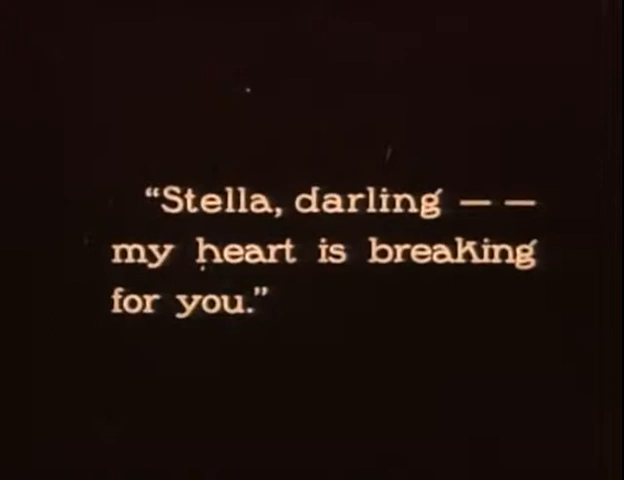 “Stella, darling — —
my heart is breaking
for you.”